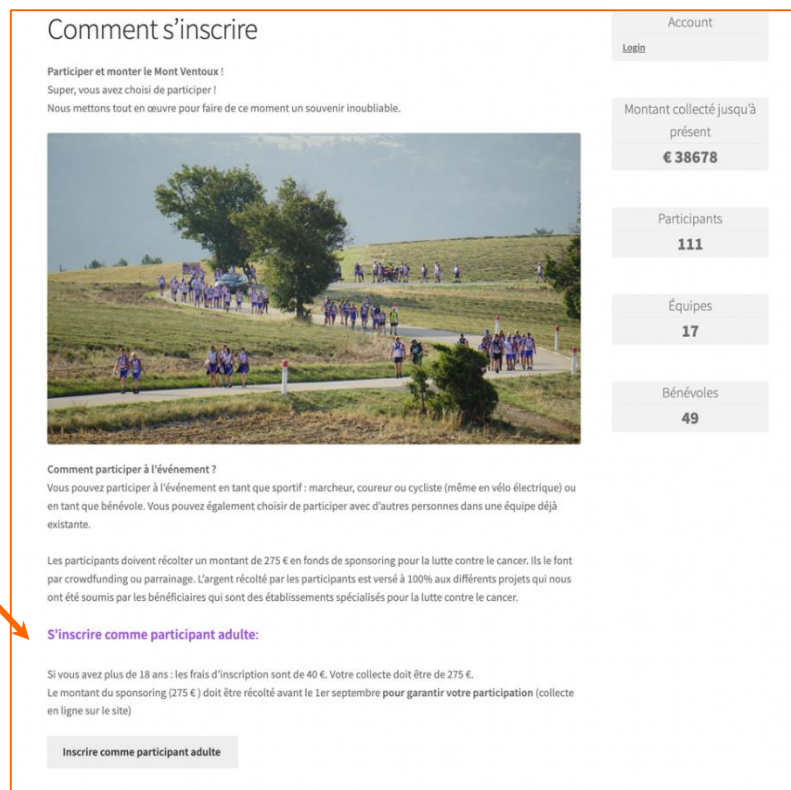 Comment s’inscrire
Participer et monter le Mont Ventoux !
Super, vous avez choisi de participer !
Nous mettons tout en œuvre pour faire de ce moment un souvenir inoubliable.
Comment participer à l’événement ?
Vous pouvez participer à l’événement en tant que sportif : marcheur, coureur ou cycliste (même en vélo électrique) ou
en tant que bénévole. Vous pouvez également choisir de participer avec d’autres personnes dans une équipe déjà
existante.
Les participants doivent récolter un montant de 275 € en fonds de sponsoring pour la lutte contre le cancer. Ils le font
par crowdfunding ou parrainage. L’argent récolté par les participants est versé à 100% aux différents projets qui nous
ont été soumis par les bénéficiaires qui sont des établissements spécialisés pour la lutte contre le cancer.
S’inscrire comme participant adulte:
Si vous avez plus de 18 ans : les frais d’inscription sont de 40 €. Votre collecte doit être de 275 €.
Le montant du sponsoring (275 € ) doit être récolté avant le 1er septembre pour garantir votre participation (collecte
en ligne sur le site)
Inscrire comme participant adulte
Account
Login
Montant collecté jusqu’à
présent
€ 38678
Participants
111
Équipes
17
Bénévoles
49